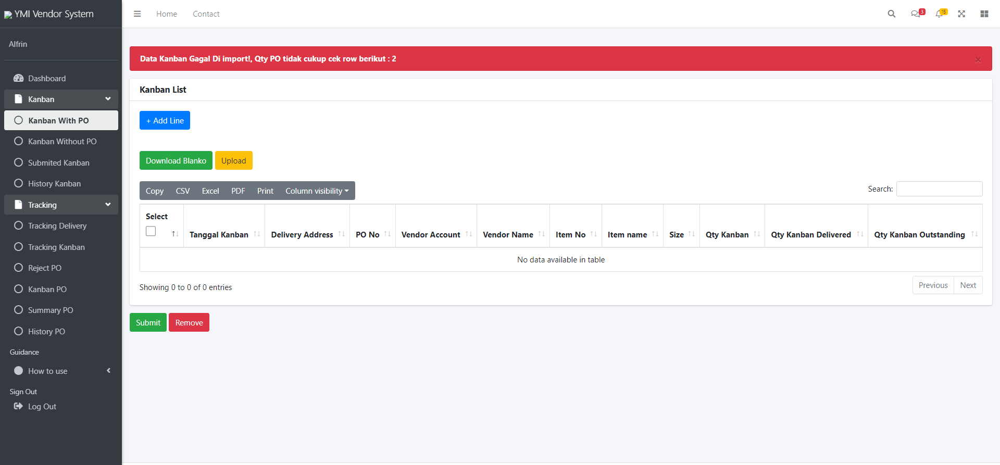 YMI Vendor System
Home
Contact
3
15
Alfrin
Dashboard
Kanban
Kanban With PO
Kanban Without PO
Submited Kanban
History Kanban
Tracking
Tracking Delivery
Tracking Kanban
Reject PO
Kanban PO
Summary PO
History PO
Guidance
How to use
Sign Out
Log Out
Data Kanban Gagal Di import!, Qty PO tidak cukup cek row berikut : 2
×
Kanban List
+ Add Line
Download Blanko
Upload
Copy
CSV
Excel
PDF
Print
Column visibility
Search:
Select
Tanggal Kanban
Delivery Address
PO No
Vendor Account
Vendor Name
Item No
Item name
Size
Qty Kanban
Qty Kanban Delivered
Qty Kanban Outstanding
No data available in table
Showing 0 to 0 of 0 entries
Previous
Next
Submit
Remove